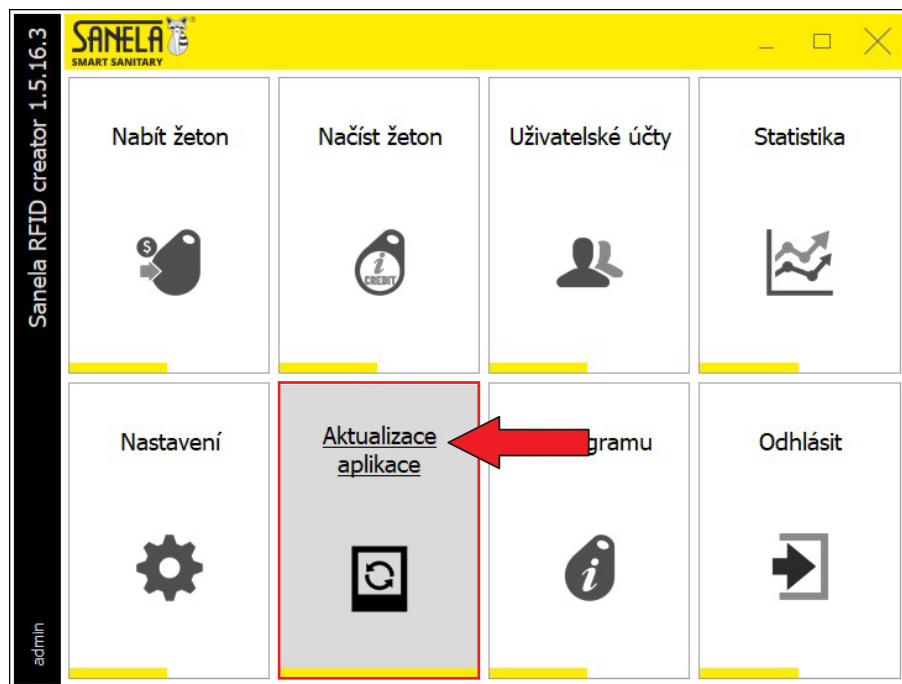 Sanela RFID creator 1.5.16.3
admin
SANELA®
SMART SANITARY
Nabít žeton
Načíst žeton
Uživatelské účty
Statistika
$
i
CREDIT
Nastavení
Aktualizace
aplikace
gramu
Odhlásit
i